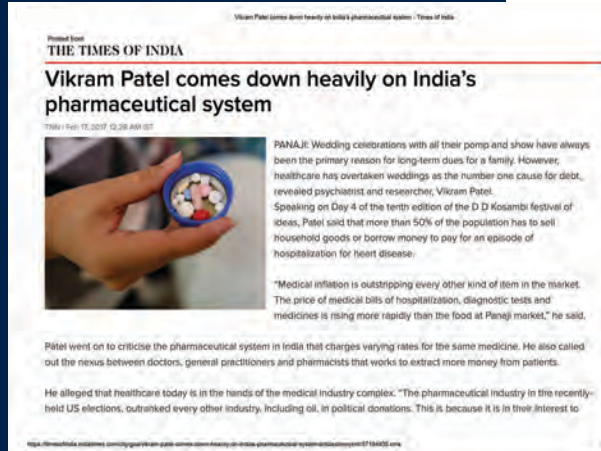 Vikram Patel comes down heavily on India's pharmaceutical system - Times of India
Printed from
THE TIMES OF INDIA
Vikram Patel comes down heavily on India's
pharmaceutical system
TNN | Feb 17, 2017, 12.28 AM IST
PANAJI: Wedding celebrations with all their pomp and show have always
been the primary reason for long-term dues for a family. However,
healthcare has overtaken weddings as the number one cause for debt,
revealed psychiatrist and researcher, Vikram Patel.
Speaking on Day 4 of the tenth edition of the D D Kosambi festival of
ideas, Patel said that more than 50% of the population has to sell
household goods or borrow money to pay for an episode of
hospitalization for heart disease.
"Medical inflation is outstripping every other kind of item in the market.
The price of medical bills of hospitalization, diagnostic tests and
medicines is rising more rapidly than the food at Panaji market," he said.
Patel went on to criticise the pharmaceutical system in India that charges varying rates for the same medicine. He also called
out the nexus between doctors, general practitioners and pharmacists that works to extract more money from patients.
He alleged that healthcare today is in the hands of the medical industry complex. "The pharmaceutical industry in the recently-
held US elections, outranked every other industry, including oil, in political donations. This is because it is in their interest to